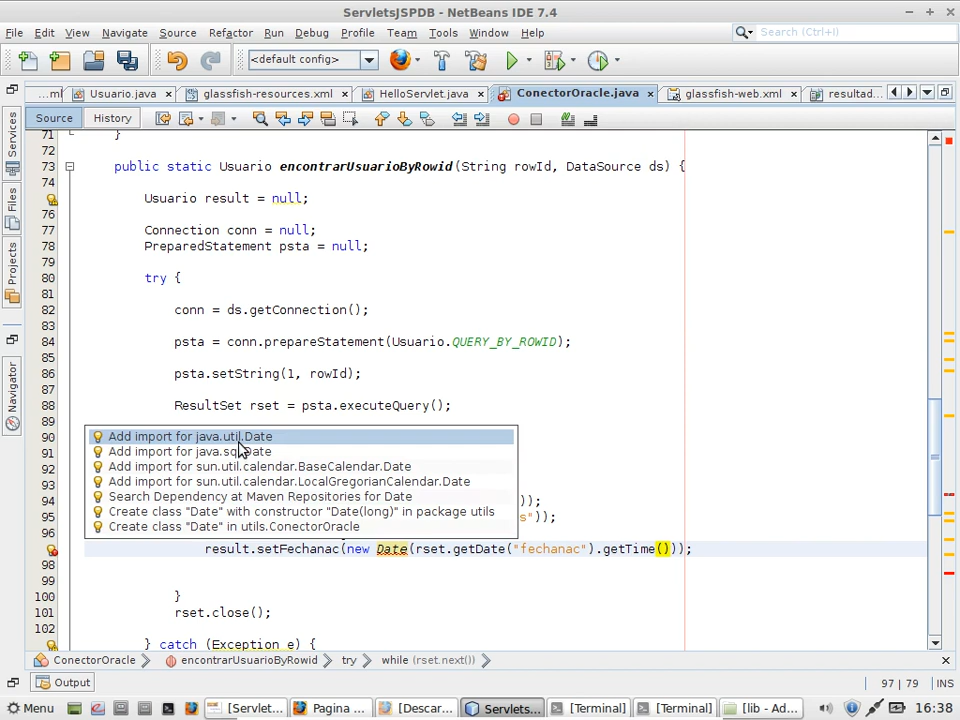 ServletsJSPDB - NetBeans IDE 7.4
File Edit View Navigate Source Refactor Run Debug Profile Team Tools Window Help
Search (Ctrl+I)
<default config>
...ml Usuario.java glassfish-resources.xml HelloServlet.java ConectorOracle.java glassfish-web.xml resultad...
Source History
Services
Files
Projects
Navigator
71 }
72
73 public static Usuario encontrarUsuarioByRowid(String rowId, DataSource ds) {
74
Usuario result = null;
76
77 Connection conn = null;
78 PreparedStatement psta = null;
79
80 try {
81
82 conn = ds.getConnection();
83
84 psta = conn.prepareStatement(Usuario.QUERY_BY_ROWID);
85
86 psta.setString(1, rowId);
87
88 ResultSet rset = psta.executeQuery();
89
90 Add import for java.util.Date
91 Add import for java.sql.Date
92 Add import for sun.util.calendar.BaseCalendar.Date
93 Add import for sun.util.calendar.LocalGregorianCalendar.Date
94 Search Dependency at Maven Repositories for Date ));
95 Create class "Date" with constructor "Date(long)" in package utils s"));
96 Create class "Date" in utils.ConectorOracle
result.setFechanac(new Date(rset.getDate("fechanac").getTime()));
98
99
100 }
101 rset.close();
102
} catch (Exception e) {
ConectorOracle encontrarUsuarioByRowid try while (rset.next())
Output
97 | 79 INS
Menu [Servlet... Pagina ... [Descar... Servlets... [Terminal] [Terminal] [lib - Ad... 16:38